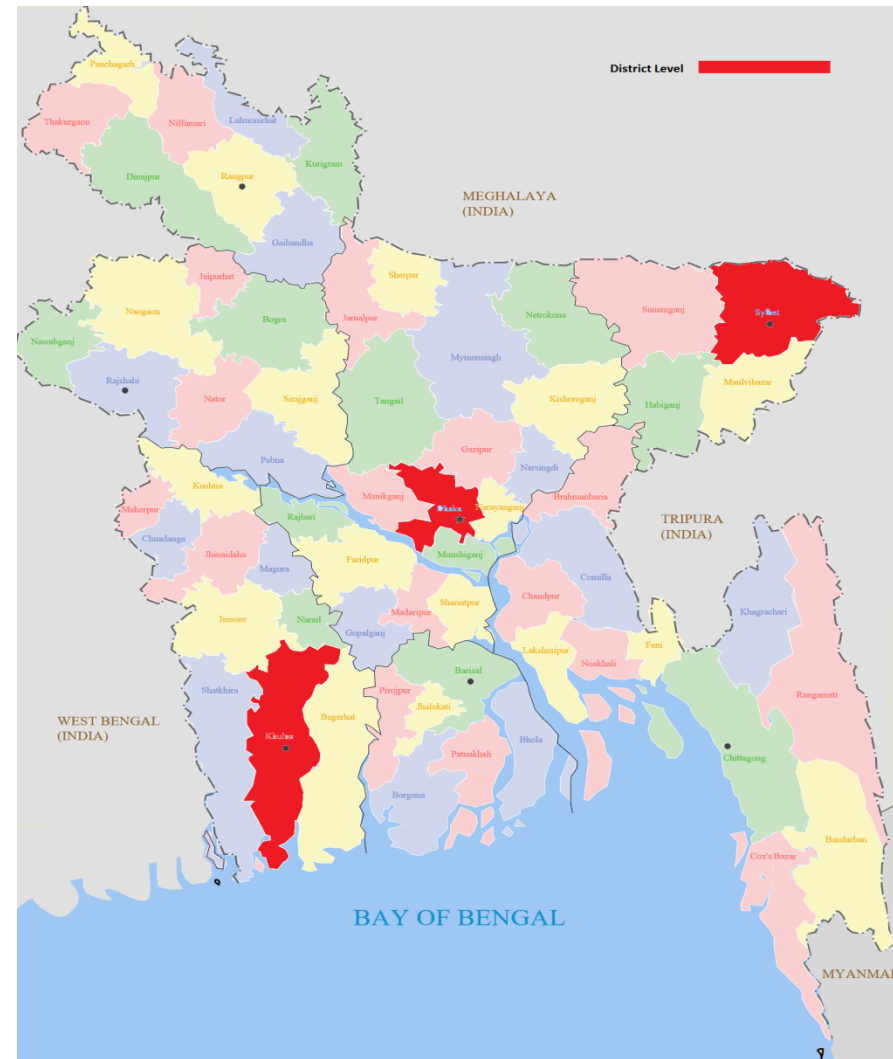 Panchagarh
District Level
Thakurgaon
Nilfamari
Lalmonirhat
Kurigram
Dinajpur
Rangpur
MEGHALAYA
(INDIA)
Gaibandha
Jaipurhat
Sherpur
Naogaon
Jamalpur
Netrokona
Sunamganj
Sylhet
Bogra
Nawabganj
Mymensingh
Rajshahi
Nator
Sirajganj
Tangail
Kishoreganj
Habiganj
Maulvibazar
Gazipur
Pabna
Narsingdi
Kushtia
Manikganj
Brahmanbaria
Meherpur
Rajbari
Dhaka
Narayanganj
TRIPURA
(INDIA)
Chuadanga
Jhinaidaha
Magura
Faridpur
Munshiganj
Comilla
Khagrachari
Jessore
Narail
Gopalganj
Madaripur
Shariatpur
Chandpur
Shatkhira
Barisal
Lakshmipur
Noakhali
Feni
Rangamati
WEST BENGAL
(INDIA)
Khulna
Bagerhat
Pirojpur
Jhalokati
Patuakhali
Bhola
Chittagong
Borguna
Bandarban
Cox's Bazar
BAY OF BENGAL
MYANMAR